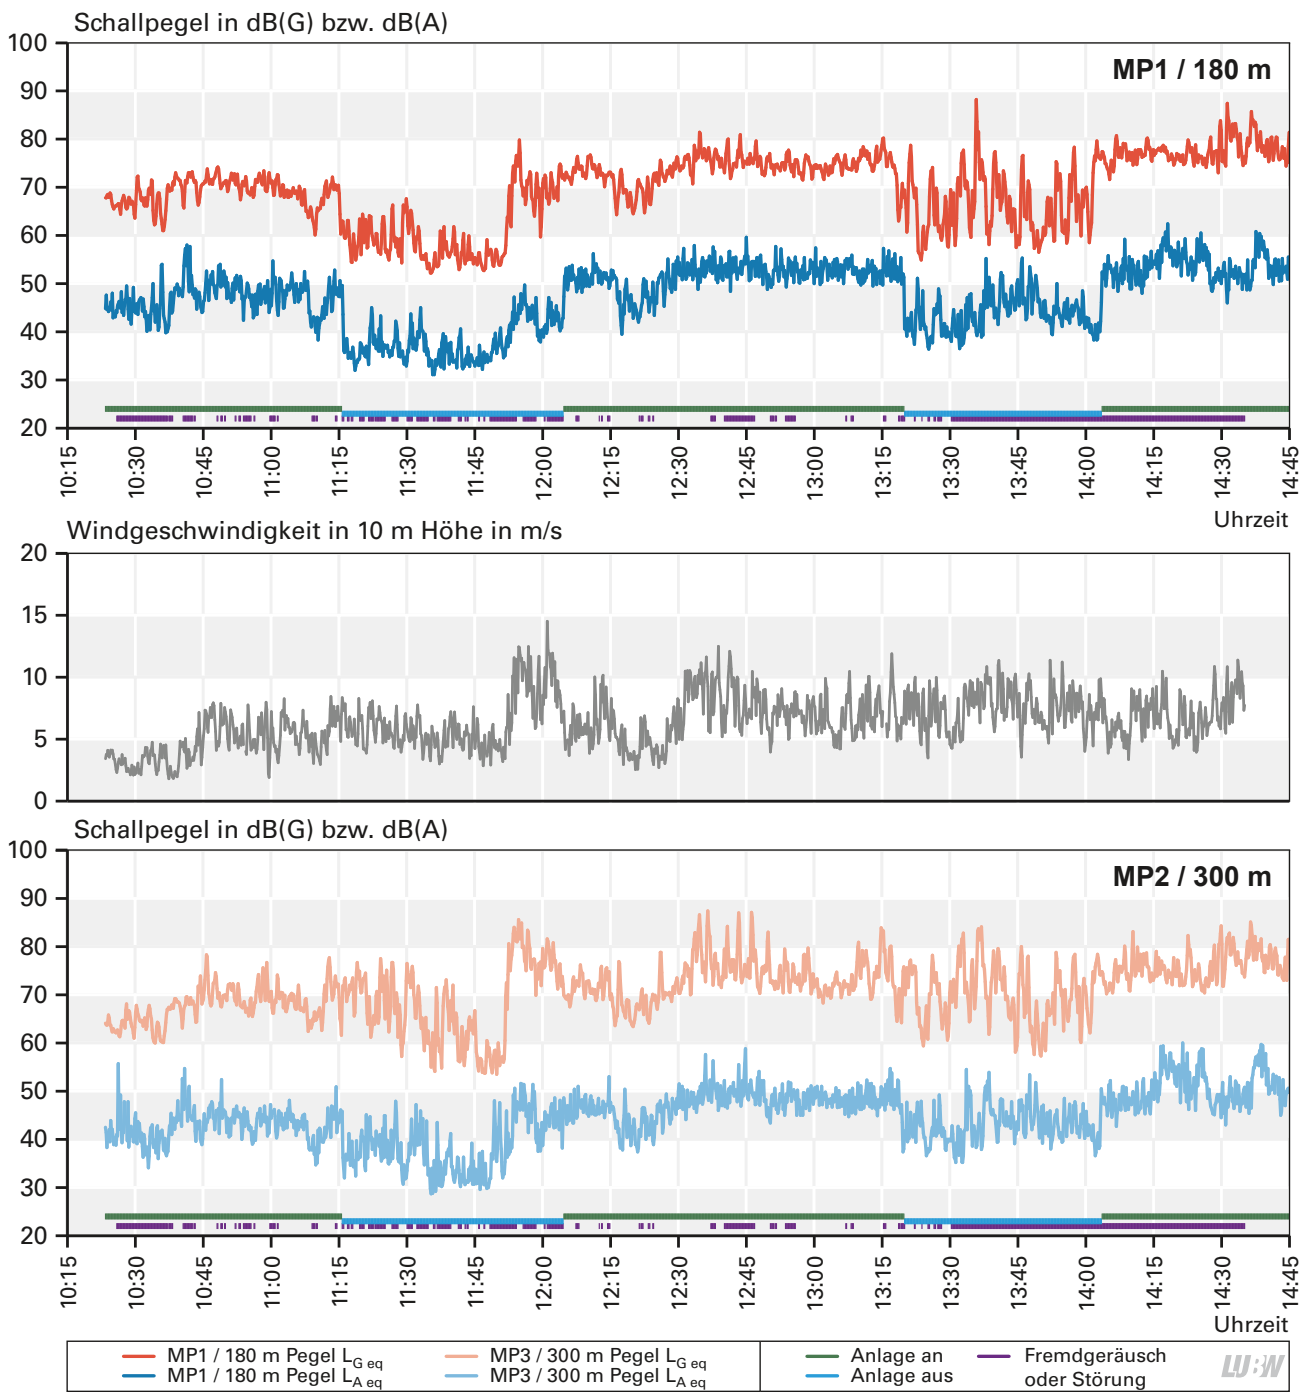 Schallpegel in dB(G) bzw. dB(A)
MP1 / 180 m
100
90
80
70
60
50
40
30
20
10:15 10:30 10:45 11:00 11:15 11:30 11:45 12:00 12:15 12:30 12:45 13:00 13:15 13:30 13:45 14:00 14:15 14:30 14:45
Uhrzeit
Windgeschwindigkeit in 10 m Höhe in m/s
20
15
10
5
0
Schallpegel in dB(G) bzw. dB(A)
MP2 / 300 m
100
90
80
70
60
50
40
30
20
10:15 10:30 10:45 11:00 11:15 11:30 11:45 12:00 12:15 12:30 12:45 13:00 13:15 13:30 13:45 14:00 14:15 14:30 14:45
Uhrzeit
MP1 / 180 m Pegel L G eq
MP1 / 180 m Pegel L A eq
MP3 / 300 m Pegel L G eq
MP3 / 300 m Pegel L A eq
Anlage an
Anlage aus
Fremdgeräusch
oder Störung
LUBW